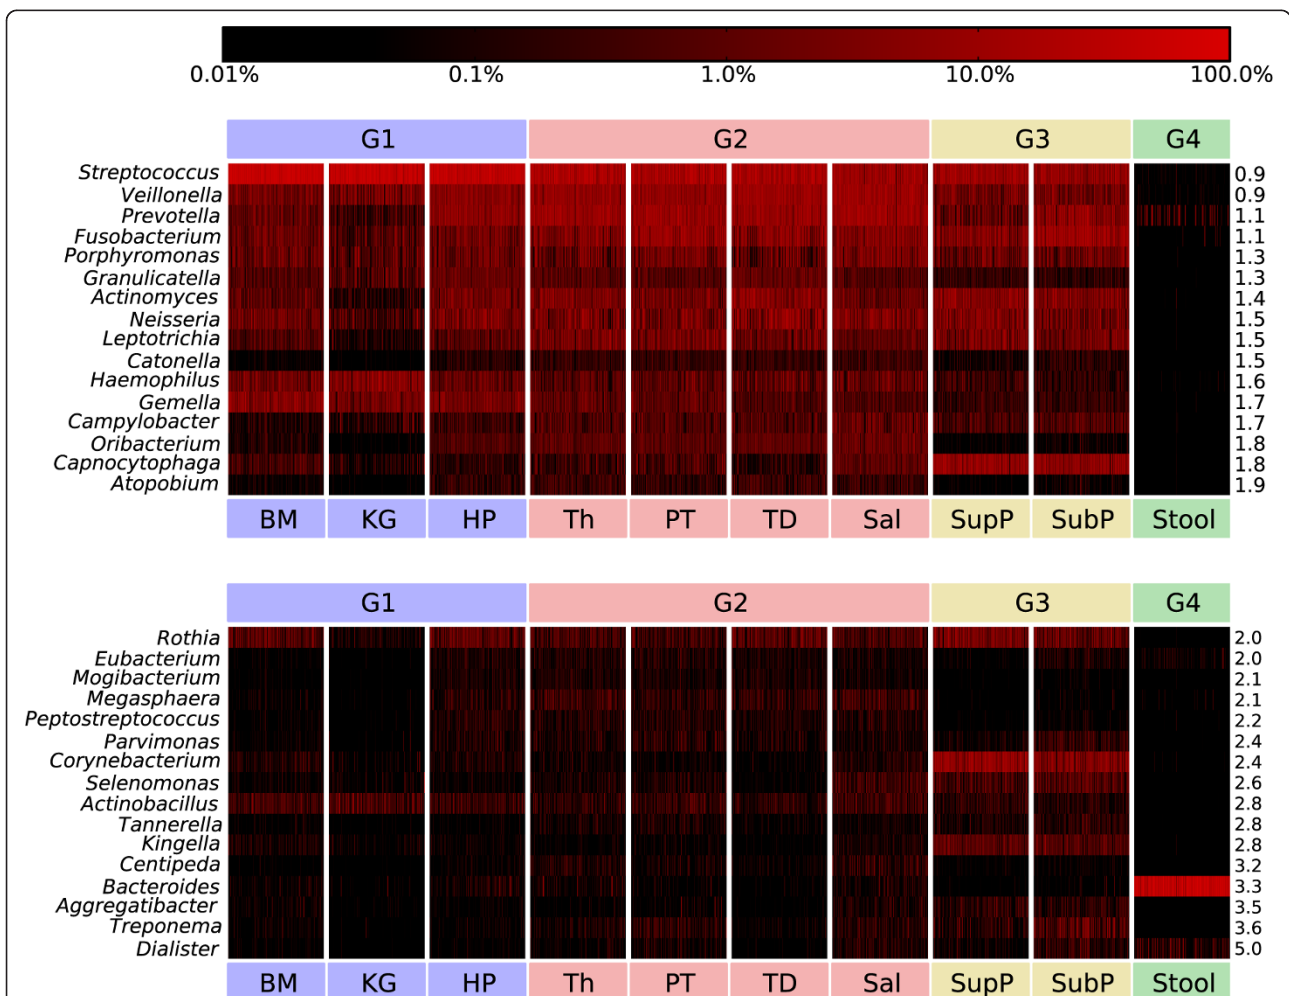 0.01% 0.1% 1.0% 10.0% 100.0%
G1 G2 G3 G4
Streptococcus 0.9
Veillonella 0.9
Prevotella 1.1
Fusobacterium 1.1
Porphyromonas 1.3
Granulicatella 1.3
Actinomyces 1.4
Neisseria 1.5
Leptotrichia 1.5
Catonella 1.5
Haemophilus 1.6
Gemella 1.7
Campylobacter 1.7
Oribacterium 1.8
Capnocytophaga 1.8
Atopobium 1.9
BM KG HP Th PT TD Sal SupP SubP Stool
G1 G2 G3 G4
Rothia 2.0
Eubacterium 2.0
Mogibacterium 2.1
Megasphaera 2.1
Peptostreptococcus 2.2
Parvimonas 2.4
Corynebacterium 2.4
Selenomonas 2.6
Actinobacillus 2.8
Tannerella 2.8
Kingella 2.8
Centipeda 3.2
Bacteroides 3.3
Aggregatibacter 3.5
Treponema 3.6
Dialister 5.0
BM KG HP Th PT TD Sal SupP SubP Stool